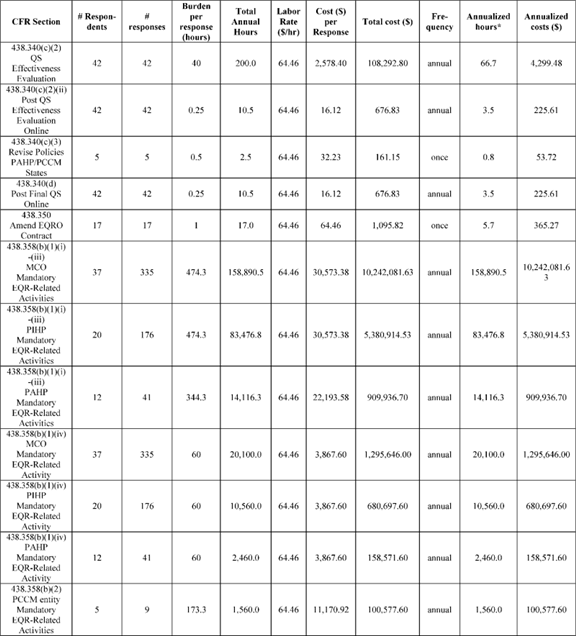 CFR Section | # Respon-dents | # responses | Burden per response (hours) | Total Annual Hours | Labor Rate ($/hr) | Cost ($) per Response | Total cost ($) | Fre-quency | Annualized hours* | Annualized costs ($)
438.340(c)(2) QS Effectiveness Evaluation | 42 | 42 | 40 | 200.0 | 64.46 | 2,578.40 | 108,292.80 | annual | 66.7 | 4,299.48
438.340(c)(2)(ii) Post QS Effectiveness Evaluation Online | 42 | 42 | 0.25 | 10.5 | 64.46 | 16.12 | 676.83 | annual | 3.5 | 225.61
438.340(c)(3) Revise Policies PAHP/PCCM States | 5 | 5 | 0.5 | 2.5 | 64.46 | 32.23 | 161.15 | once | 0.8 | 53.72
438.340(d) Post Final QS Online | 42 | 42 | 0.25 | 10.5 | 64.46 | 16.12 | 676.83 | annual | 3.5 | 225.61
438.350 Amend EQRO Contract | 17 | 17 | 1 | 17.0 | 64.46 | 64.46 | 1,095.82 | once | 5.7 | 365.27
438.358(b)(1)(i)-(iii) MCO Mandatory EQR-Related Activities | 37 | 335 | 474.3 | 158,890.5 | 64.46 | 30,573.38 | 10,242,081.63 | annual | 158,890.5 | 10,242,081.63
438.358(b)(1)(i)-(iii) PIHP Mandatory EQR-Related Activities | 20 | 176 | 474.3 | 83,476.8 | 64.46 | 30,573.38 | 5,380,914.53 | annual | 83,476.8 | 5,380,914.53
438.358(b)(1)(i)-(iii) PAHP Mandatory EQR-Related Activities | 12 | 41 | 344.3 | 14,116.3 | 64.46 | 22,193.58 | 909,936.70 | annual | 14,116.3 | 909,936.70
438.358(b)(1)(iv) MCO Mandatory EQR-Related Activity | 37 | 335 | 60 | 20,100.0 | 64.46 | 3,867.60 | 1,295,646.00 | annual | 20,100.0 | 1,295,646.00
438.358(b)(1)(iv) PIHP Mandatory EQR-Related Activity | 20 | 176 | 60 | 10,560.0 | 64.46 | 3,867.60 | 680,697.60 | annual | 10,560.0 | 680,697.60
438.358(b)(1)(iv) PAHP Mandatory EQR-Related Activity | 12 | 41 | 60 | 2,460.0 | 64.46 | 3,867.60 | 158,571.60 | annual | 2,460.0 | 158,571.60
438.358(b)(2) PCCM entity Mandatory EQR-Related Activities | 5 | 9 | 173.3 | 1,560.0 | 64.46 | 11,170.92 | 100,577.60 | annual | 1,560.0 | 100,577.60